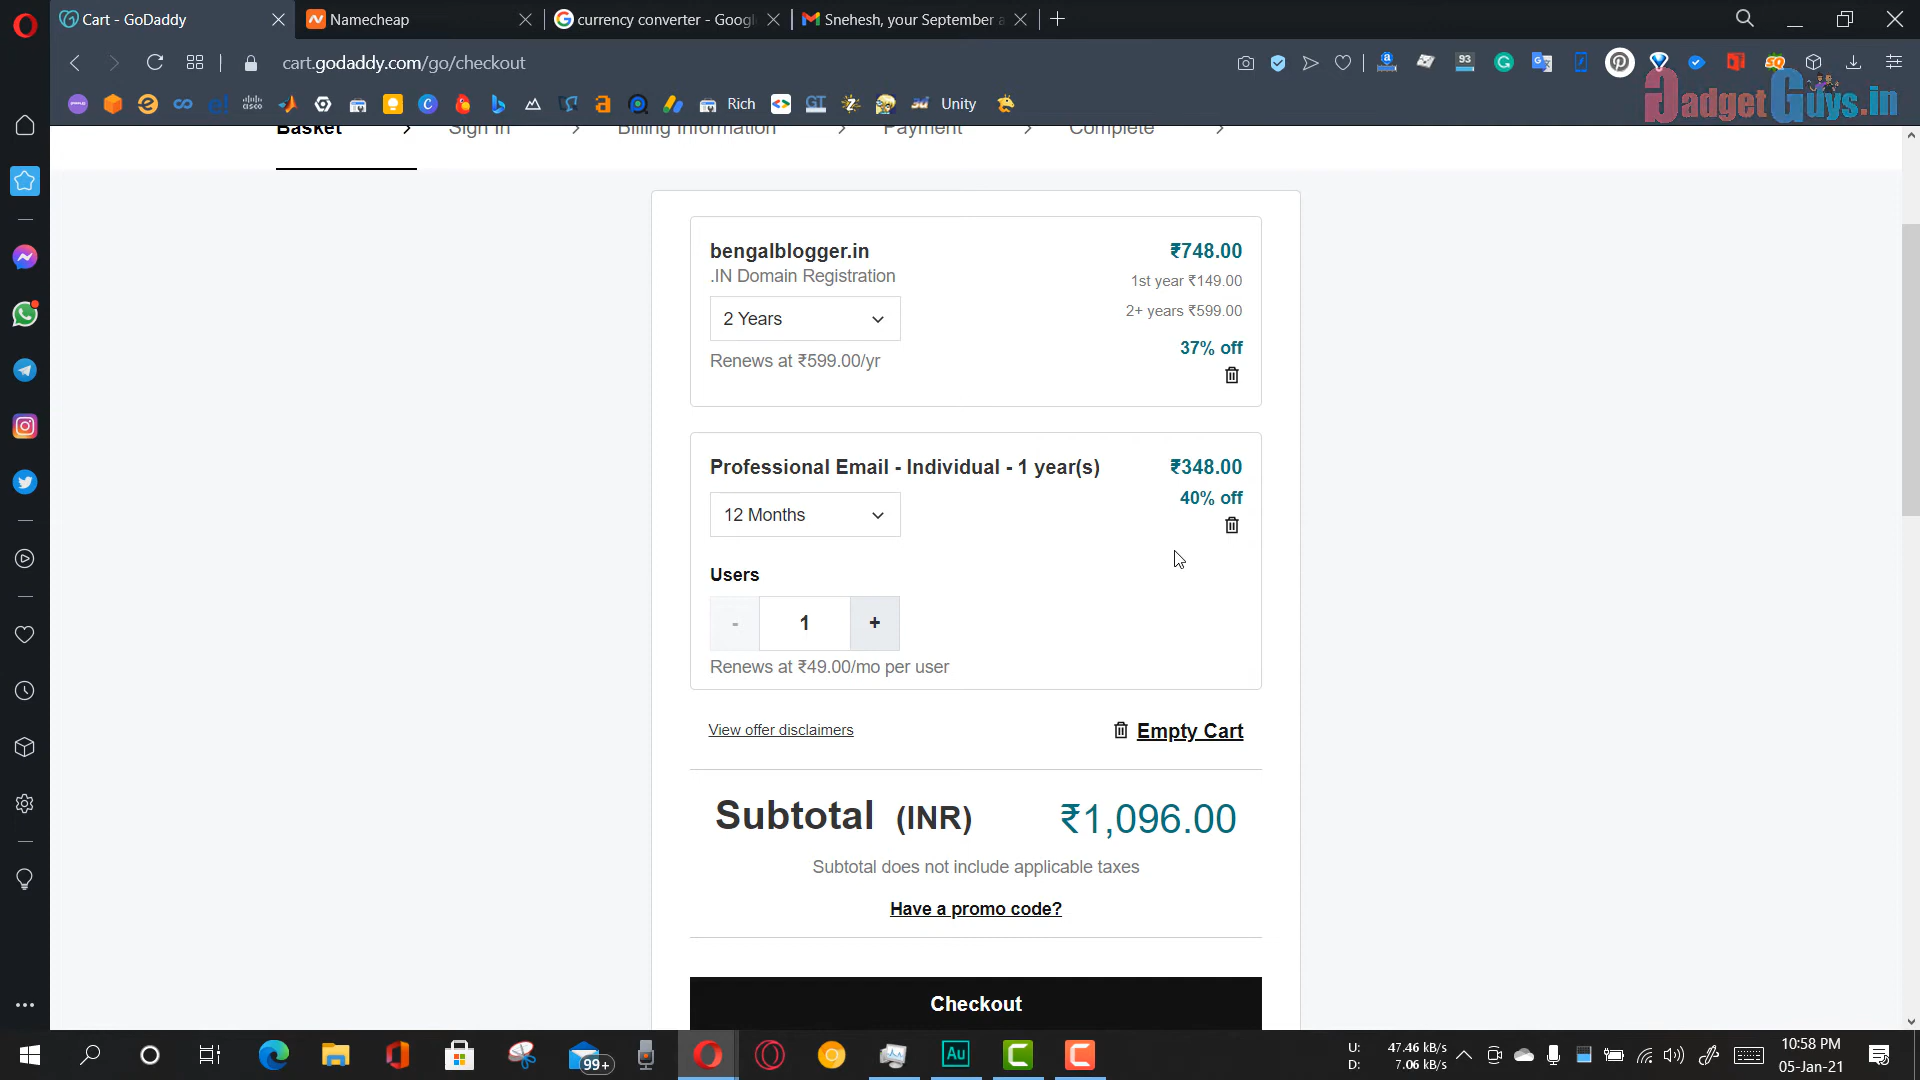 Cart - GoDaddy
Namecheap
currency converter - Googl
Snehesh, your September a
cart.godaddy.com/go/checkout
93
Rich
GT
Unity
GadgetGuys.in
Basket
Sign In
Billing Information
Payment
Complete
bengalblogger.in
₹748.00
.IN Domain Registration
1st year ₹149.00
2 Years
2+ years ₹599.00
37% off
Renews at ₹599.00/yr
Professional Email - Individual - 1 year(s)
₹348.00
40% off
12 Months
Users
- 1 +
Renews at ₹49.00/mo per user
View offer disclaimers
Empty Cart
Subtotal (INR)
₹1,096.00
Subtotal does not include applicable taxes
Have a promo code?
Checkout
99+
Au
U: 47.46 kB/s
D: 7.06 kB/s
10:58 PM
05-Jan-21